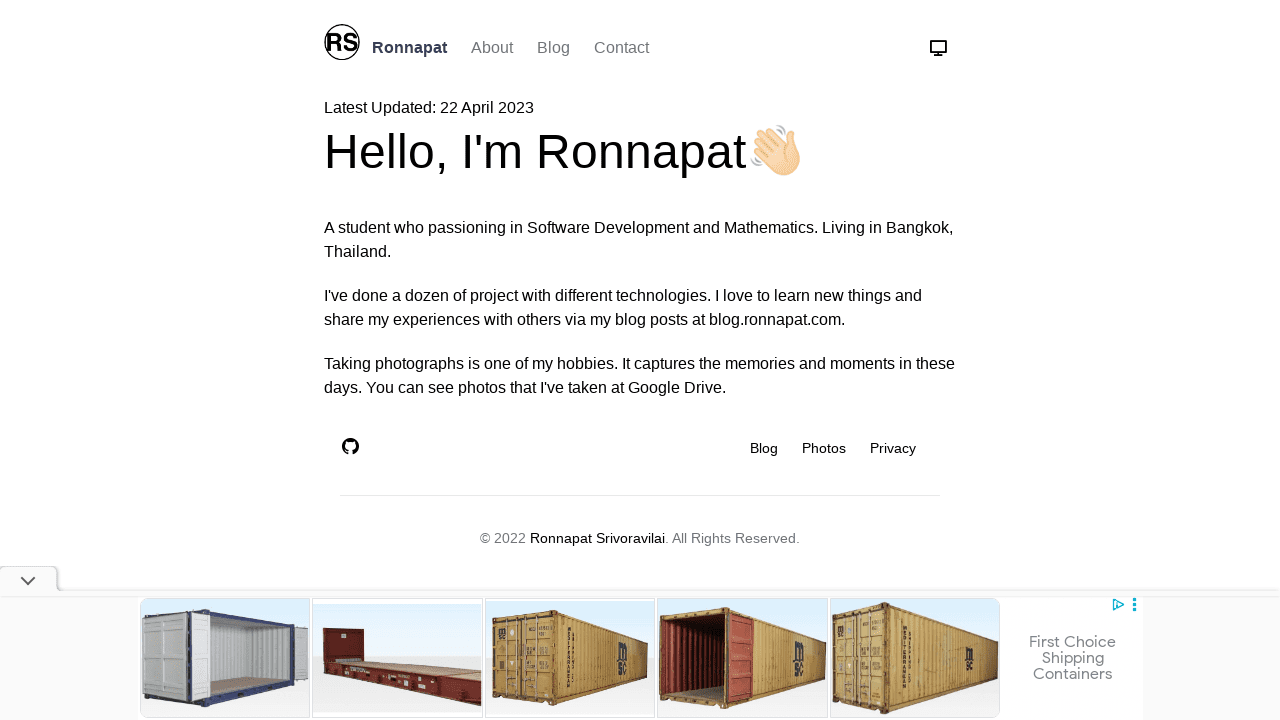 RS Ronnapat About Blog Contact
Latest Updated: 22 April 2023
Hello, I'm Ronnapat👋🏻
A student who passioning in Software Development and Mathematics. Living in Bangkok,
Thailand.
I've done a dozen of project with different technologies. I love to learn new things and
share my experiences with others via my blog posts at blog.ronnapat.com.
Taking photographs is one of my hobbies. It captures the memories and moments in these
days. You can see photos that I've taken at Google Drive.
Blog Photos Privacy
© 2022 Ronnapat Srivoravilai. All Rights Reserved.
First Choice
Shipping
Containers